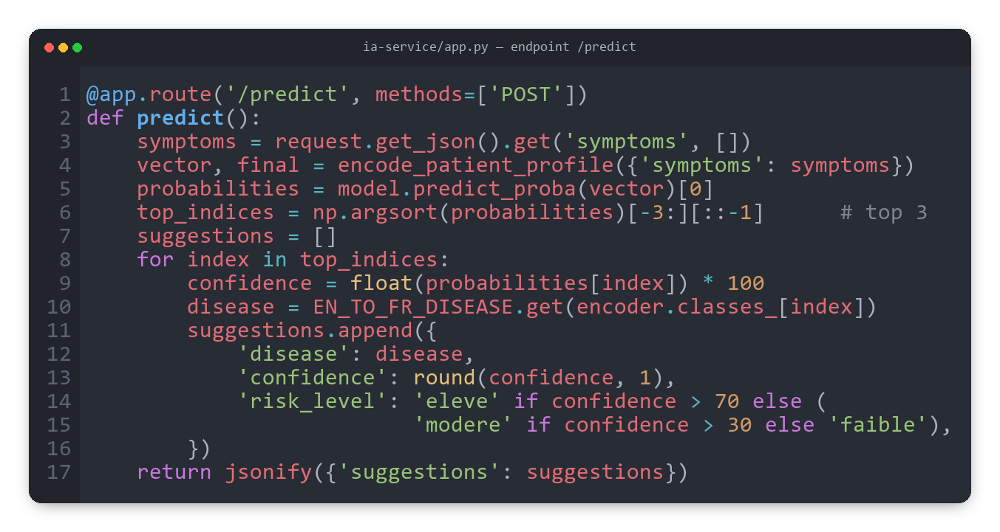 ia-service/app.py — endpoint /predict
1 @app.route('/predict', methods=['POST'])
2 def predict():
3     symptoms = request.get_json().get('symptoms', [])
4     vector, final = encode_patient_profile({'symptoms': symptoms})
5     probabilities = model.predict_proba(vector)[0]
6     top_indices = np.argsort(probabilities)[-3:][::-1]      # top 3
7     suggestions = []
8     for index in top_indices:
9         confidence = float(probabilities[index]) * 100
10         disease = EN_TO_FR_DISEASE.get(encoder.classes_[index])
11         suggestions.append({
12             'disease': disease,
13             'confidence': round(confidence, 1),
14             'risk_level': 'eleve' if confidence > 70 else (
15                           'modere' if confidence > 30 else 'faible'),
16         })
17     return jsonify({'suggestions': suggestions})